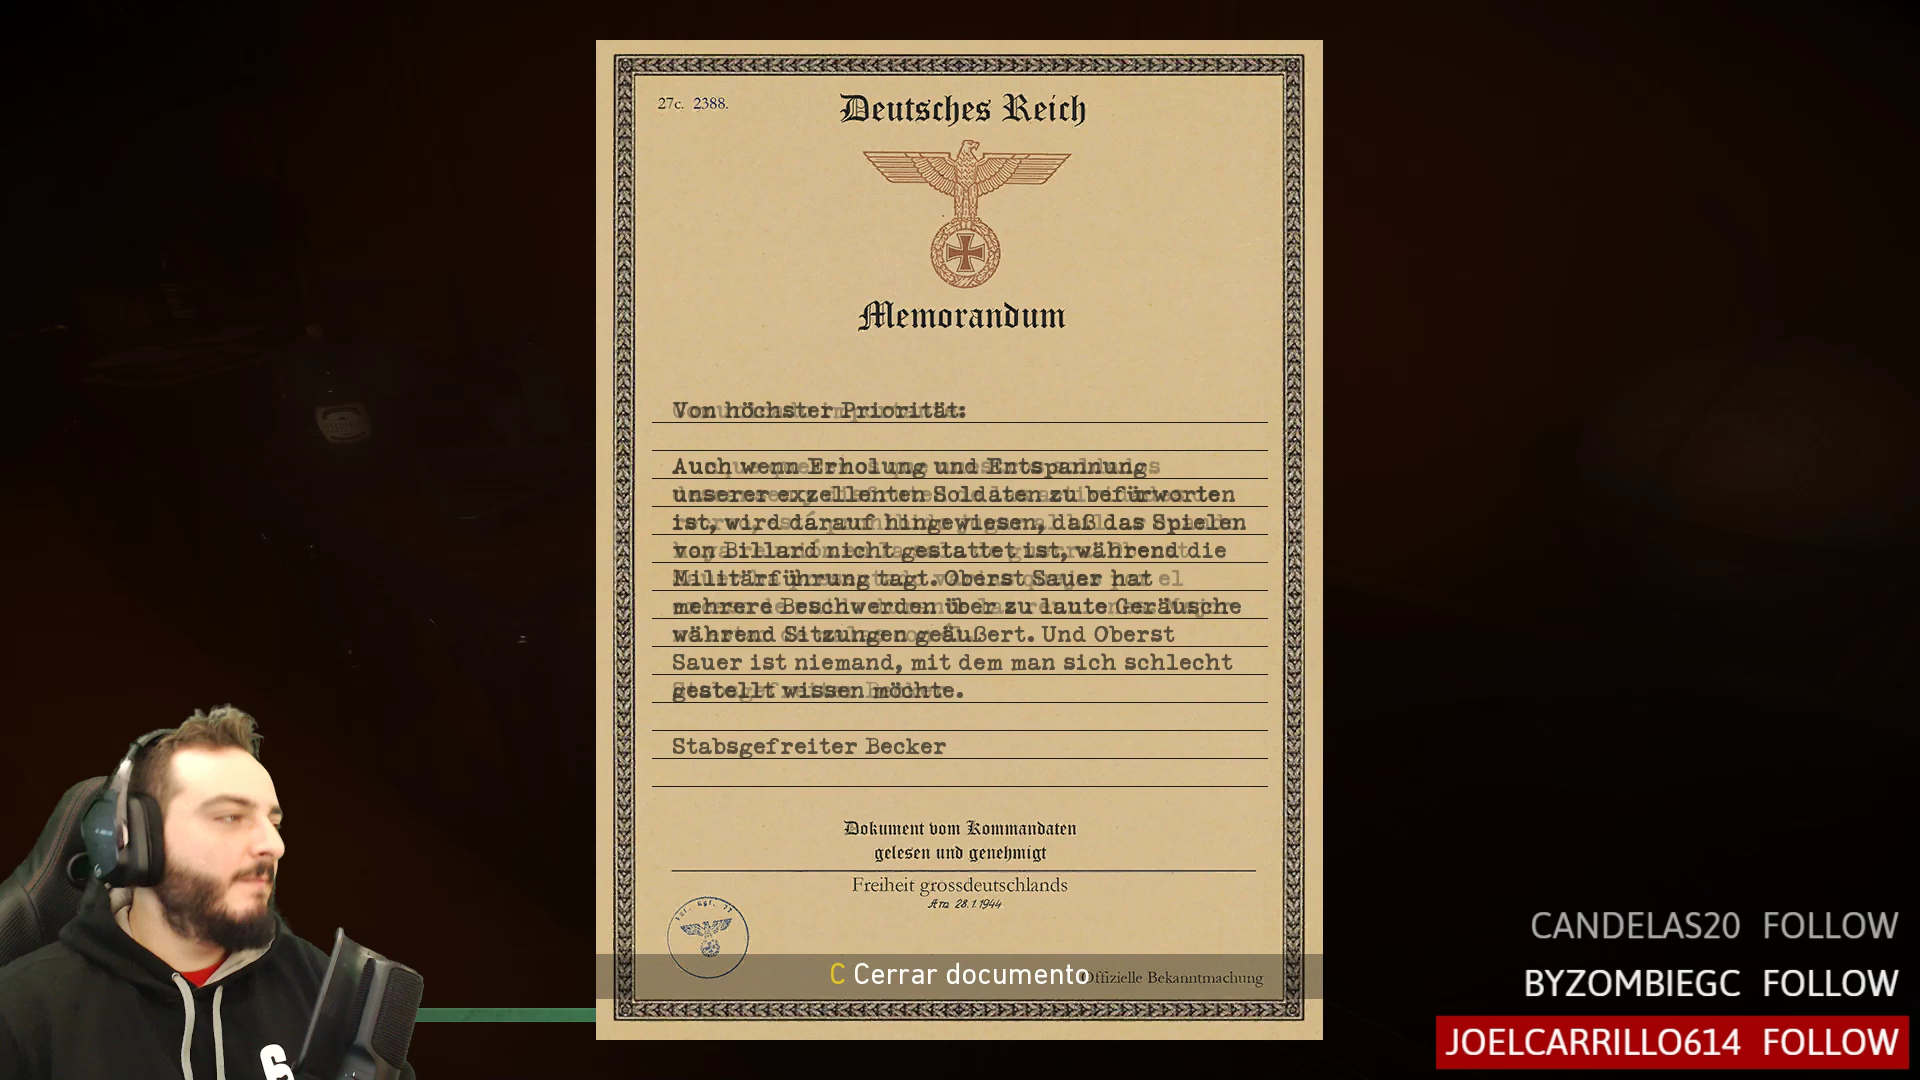 27c. 2388.
Deutsches Reich
Memorandum
Von höchster Priorität:
Auch wenn Erholung und Entspannung
unserer exzellenten Soldaten zu befürworten
ist, wird darauf hingewiesen, daß das Spielen
von Billard nicht gestattet ist, während die
Militärführung tagt. Oberst Sauer hat
mehrere Beschwerden über zu laute Geräusche
während Sitzungen geäußert. Und Oberst
Sauer ist niemand, mit dem man sich schlecht
gestellt wissen möchte.
Stabsgefreiter Becker
Dokument vom Kommandaten
gelesen und genehmigt
Freiheit grossdeutschlands
Am 28.1.1944
C Cerrar documento
Offizielle Bekanntmachung
CANDELAS20 FOLLOW
BYZOMBIEGC FOLLOW
JOELCARRILLO614 FOLLOW
6